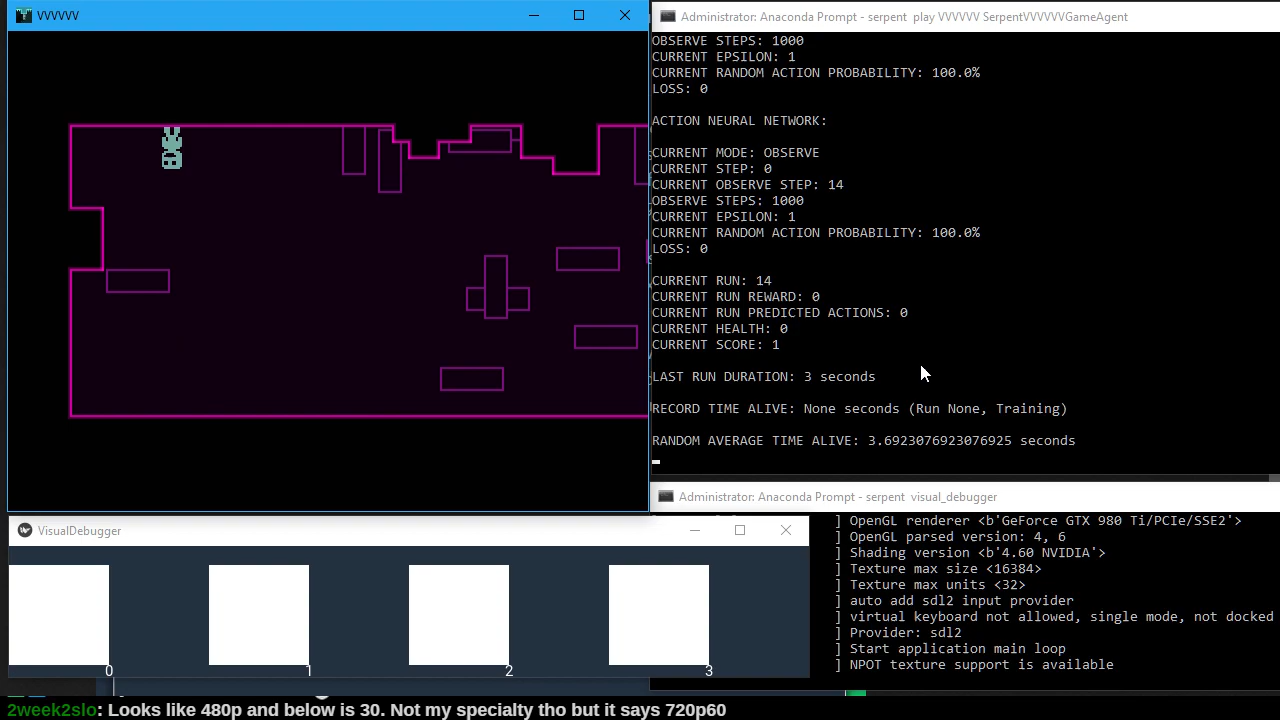 VVVVVV
Administrator: Anaconda Prompt - serpent  play VVVVVV SerpentVVVVVVGameAgent
OBSERVE STEPS: 1000
CURRENT EPSILON: 1
CURRENT RANDOM ACTION PROBABILITY: 100.0%
LOSS: 0
ACTION NEURAL NETWORK:
CURRENT MODE: OBSERVE
CURRENT STEP: 0
CURRENT OBSERVE STEP: 14
OBSERVE STEPS: 1000
CURRENT EPSILON: 1
CURRENT RANDOM ACTION PROBABILITY: 100.0%
LOSS: 0
CURRENT RUN: 14
CURRENT RUN REWARD: 0
CURRENT RUN PREDICTED ACTIONS: 0
CURRENT HEALTH: 0
CURRENT SCORE: 1
LAST RUN DURATION: 3 seconds
RECORD TIME ALIVE: None seconds (Run None, Training)
RANDOM AVERAGE TIME ALIVE: 3.6923076923076925 seconds
VisualDebugger
0 1 2 3
Administrator: Anaconda Prompt - serpent  visual_debugger
] OpenGL renderer <b'GeForce GTX 980 Ti/PCIe/SSE2'>
] OpenGL parsed version: 4, 6
] Shading version <b'4.60 NVIDIA'>
] Texture max size <16384>
] Texture max units <32>
] auto add sdl2 input provider
] virtual keyboard not allowed, single mode, not docked
] Provider: sdl2
] Start application main loop
] NPOT texture support is available
2week2slo: Looks like 480p and below is 30. Not my specialty tho but it says 720p60